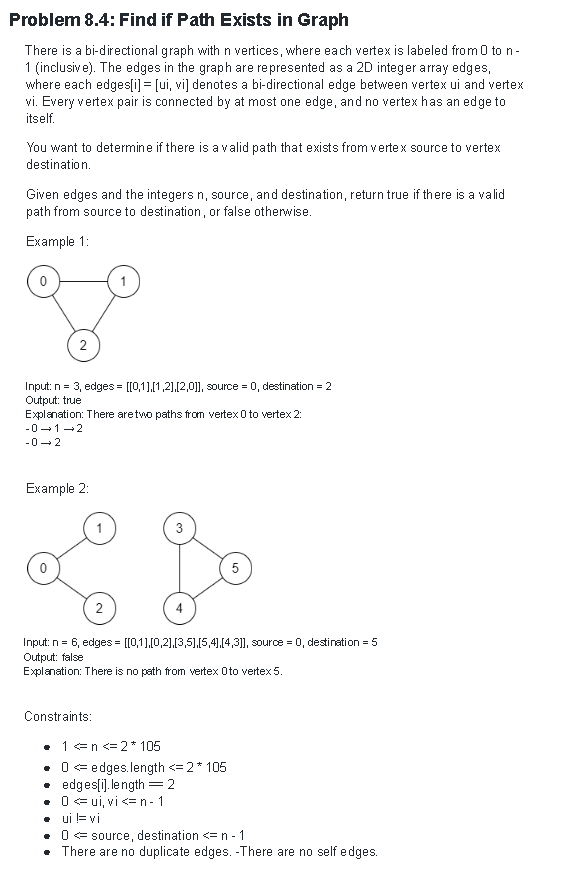 Problem 8.4: Find if Path Exists in Graph
There is a bi-directional graph with n vertices, where each vertex is labeled from 0 to n -
1 (inclusive). The edges in the graph are represented as a 2D integer array edges,
where each edges[i] = [ui, vi] denotes a bi-directional edge between vertex ui and vertex
vi. Every vertex pair is connected by at most one edge, and no vertex has an edge to
itself.
You want to determine if there is a valid path that exists from vertex source to vertex
destination.
Given edges and the integers n, source, and destination, return true if there is a valid
path from source to destination, or false otherwise.
Example 1:
0 1
2
Input: n = 3, edges = [[0,1],[1,2],[2,0]], source = 0, destination = 2
Output: true
Explanation: There are two paths from vertex 0 to vertex 2:
- 0 → 1 → 2
- 0 → 2
Example 2:
1 3
0 5
2 4
Input: n = 6, edges = [[0,1],[0,2],[3,5],[5,4],[4,3]], source = 0, destination = 5
Output: false
Explanation: There is no path from vertex 0 to vertex 5.
Constraints:
• 1 <= n <= 2 * 105
• 0 <= edges.length <= 2 * 105
• edges[i].length == 2
• 0 <= ui, vi <= n - 1
• ui != vi
• 0 <= source, destination <= n - 1
• There are no duplicate edges. -There are no self edges.